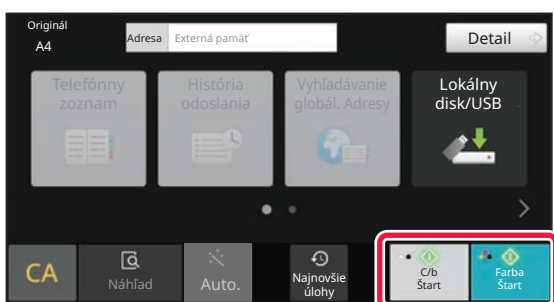 Originál
A4
Adresa
Externá pamäť
Detail
Telefónny
zoznam
História
odoslania
Vyhľadávanie
globál. Adresy
Lokálny
disk/USB
CA
Náhľad
Auto.
Najnovšie
úlohy
C/b
Štart
Farba
Štart